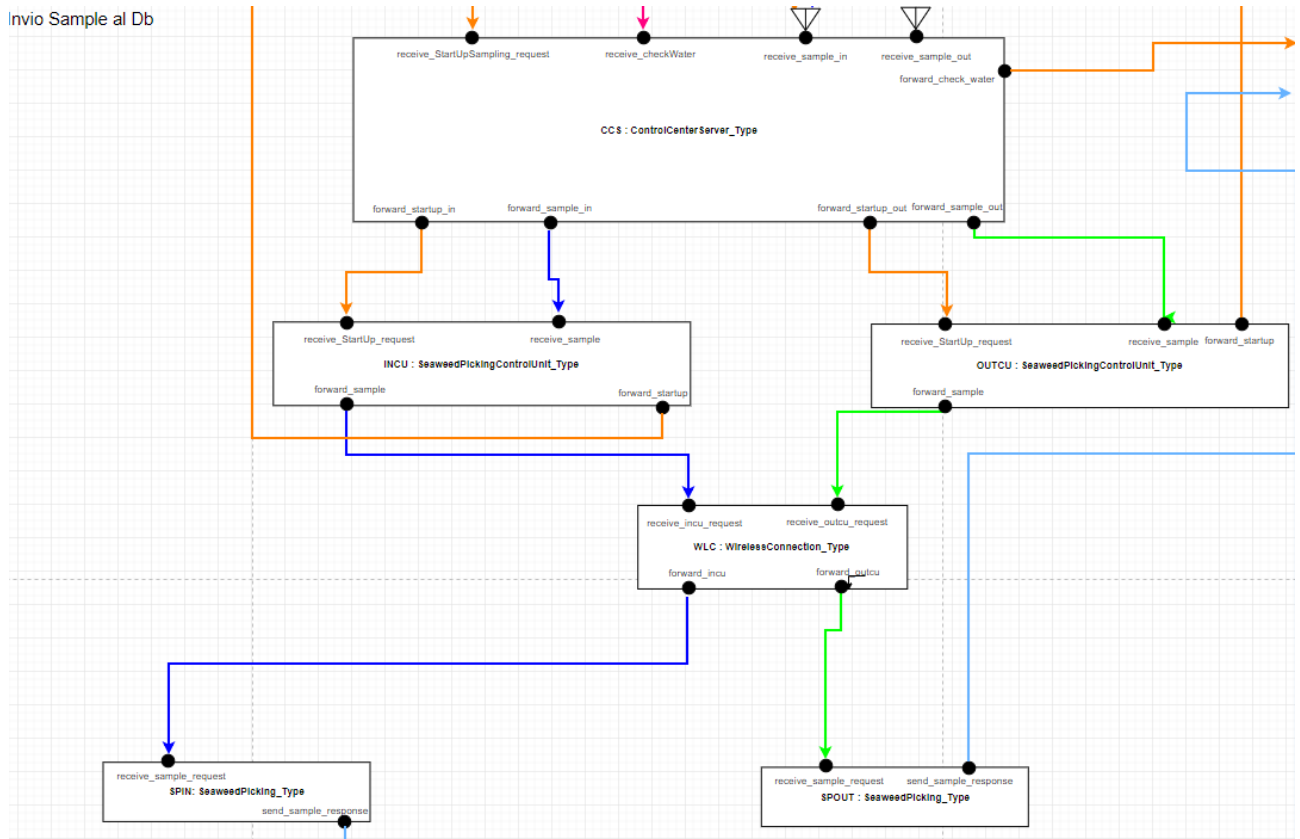 Invio Sample al Db
receive_StartUpSampling_request
receive_checkWater
receive_sample_in
receive_sample_out
forward_check_water
CCS : ControlCenterServer_Type
forward_startup_in
forward_sample_in
forward_startup_out
forward_sample_out
receive_StartUp_request
receive_sample
INCU : SeaweedPickingControlUnit_Type
forward_sample
forward_startup
receive_StartUp_request
receive_sample
forward_startup
OUTCU : SeaweedPickingControlUnit_Type
forward_sample
receive_incu_request
receive_outcu_request
WLC : WirelessConnection_Type
forward_incu
forward_outcu
receive_sample_request
SPIN: SeaweedPicking_Type
send_sample_response
receive_sample_request
send_sample_response
SPOUT : SeaweedPicking_Type